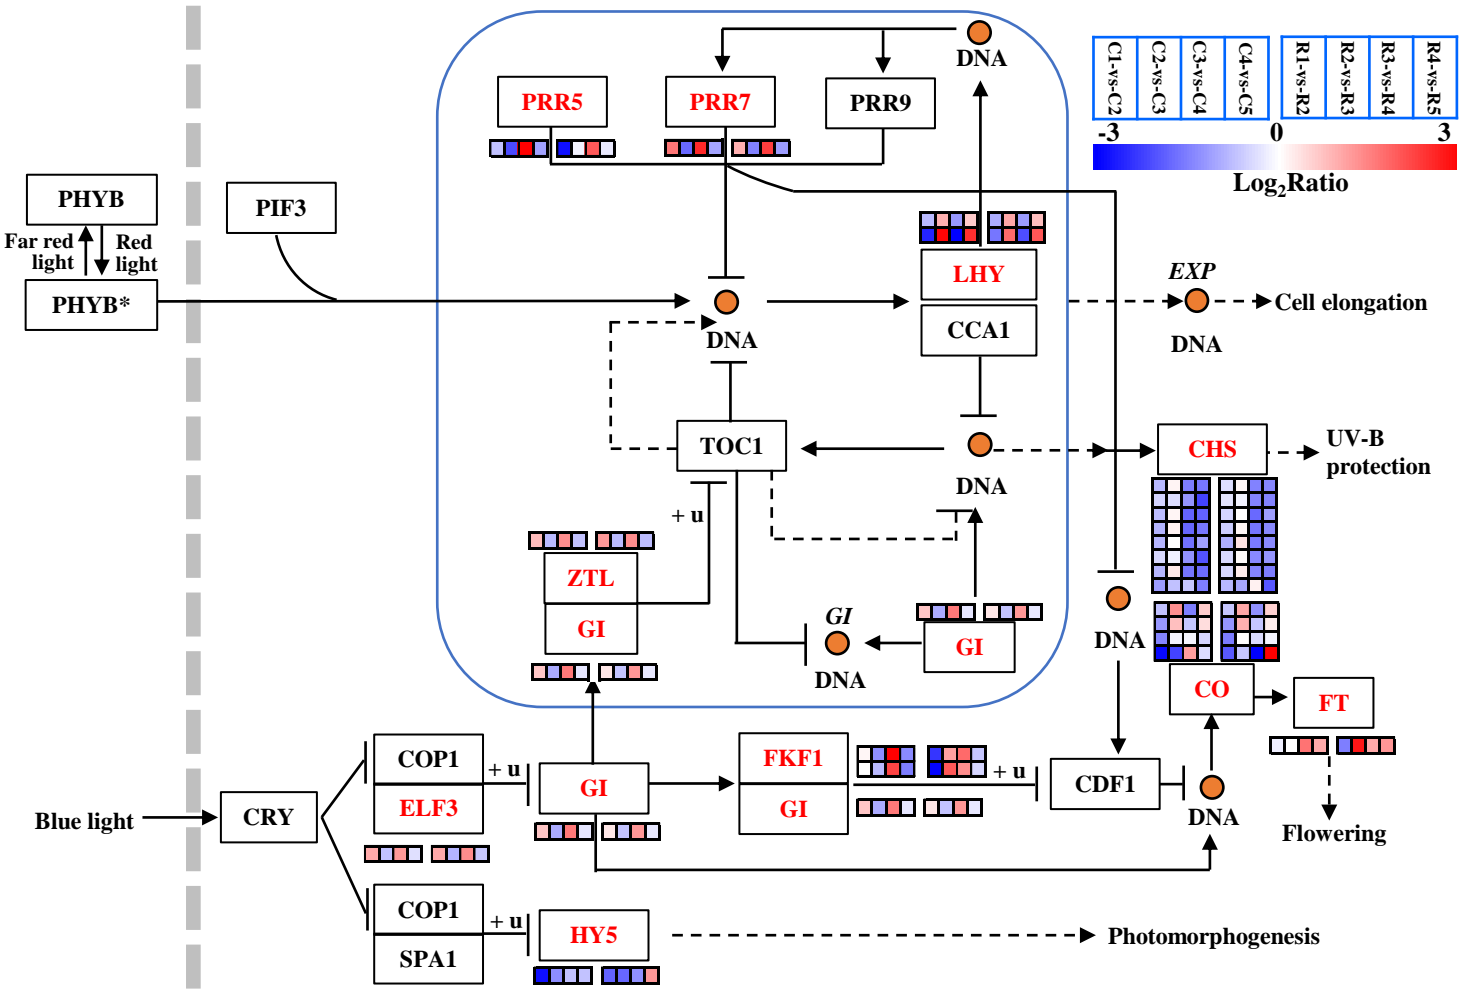 DNA
C1-vs-C2
C2-vs-C3
C3-vs-C4
C4-vs-C5
R1-vs-R2
R2-vs-R3
R3-vs-R4
R4-vs-R5
-3
0
3
Log2Ratio
PRR5
PRR7
PRR9
PHYB
PIF3
Far red
light
Red
light
PHYB*
DNA
LHY
CCA1
EXP
DNA
Cell elongation
TOC1
DNA
CHS
UV-B
protection
+ u
ZTL
GI
GI
DNA
GI
DNA
CO
FT
Flowering
COP1
ELF3
+ u
GI
FKF1
GI
+ u
CDF1
DNA
Blue light
CRY
COP1
SPA1
+ u
HY5
Photomorphogenesis